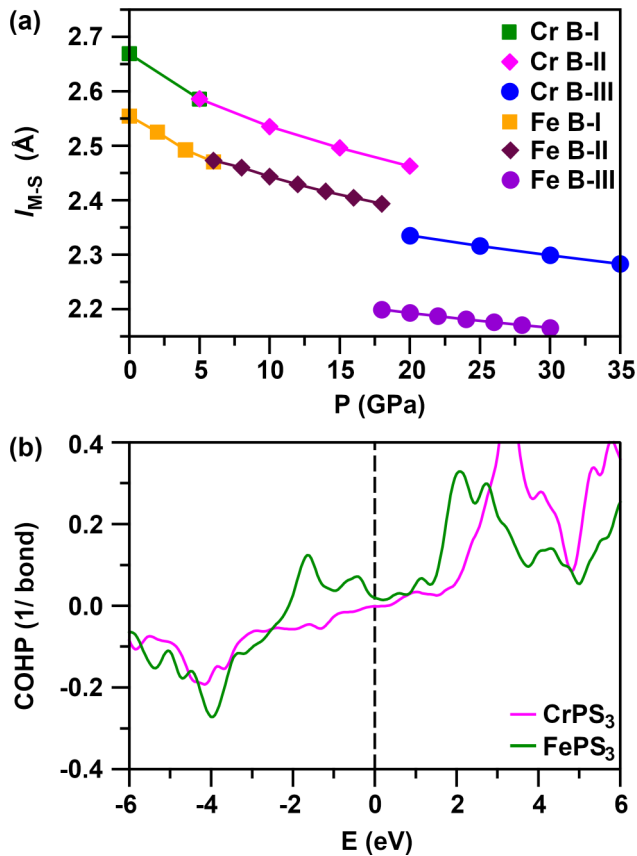 (a)
2.7
2.6
2.5
2.4
2.3
2.2
l_M-S (Å)
Cr B-I
Cr B-II
Cr B-III
Fe B-I
Fe B-II
Fe B-III
0 5 10 15 20 25 30 35
P (GPa)
(b)
0.4
0.2
0.0
-0.2
-0.4
COHP (1/ bond)
CrPS₃
FePS₃
-6 -4 -2 0 2 4 6
E (eV)